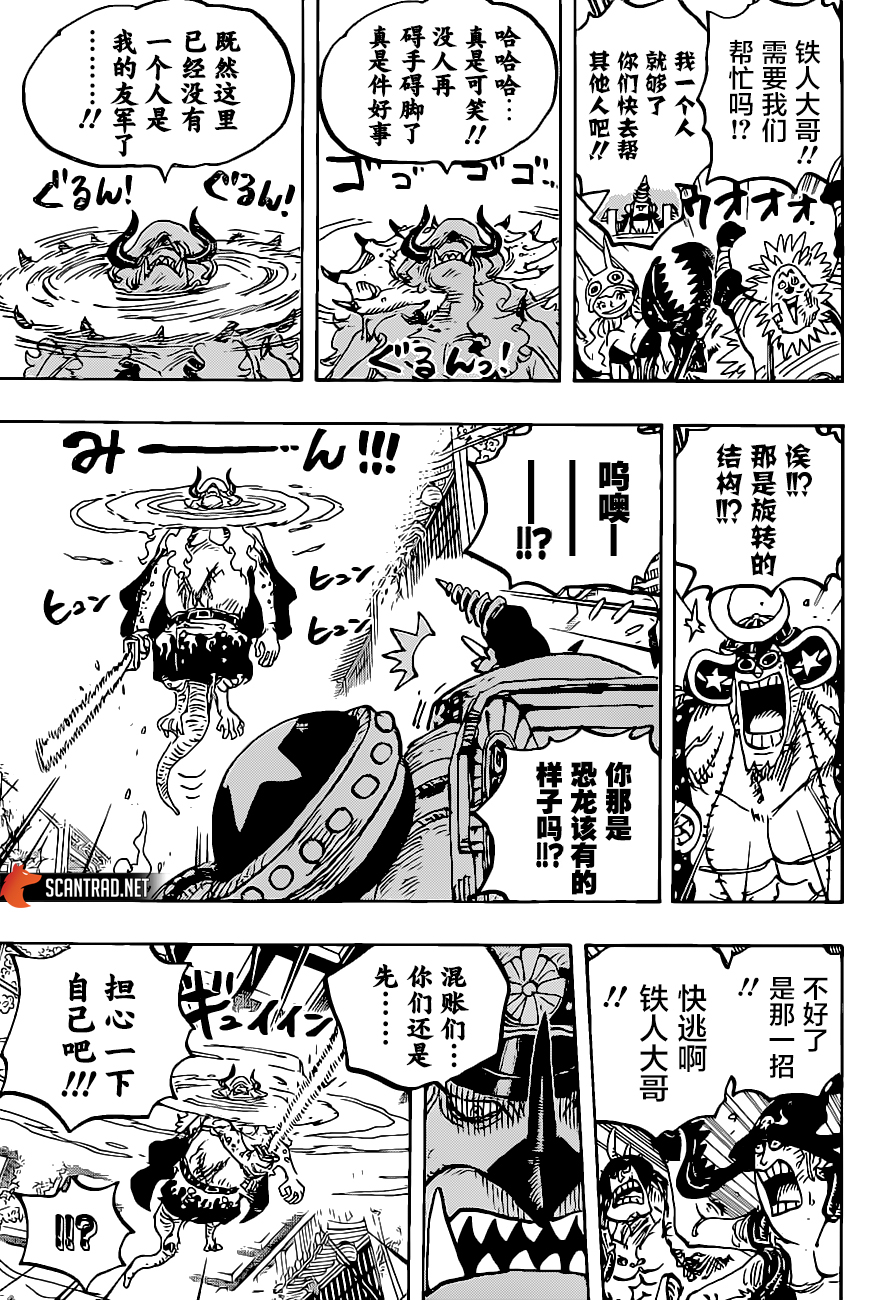 铁人大哥!!
需要我们
帮忙吗!?
我一个人
就够了
你们快去帮
其他人吧!!
ウオオオォ
哈哈哈…
真是可笑!!
没人再
碍手碍脚了
真是件好事
ゴゴゴゴゴ…
ぐるんっ!
既然这里
已经没有
一个人是
我的友军了
……!!
ぐるん!
ぐるん!
诶!!?
那是旋转的
结构!!?
呜噢———!!?
みーーーん!!!
ヒュン
ヒュン
ヒュン
你那是
恐龙该有的
样子吗!!?
SCANTRAD.NET
不好了
是那一招
!!
快逃啊
铁人大哥
!!
混账们…
你们还是
先……
ギュイイイン
担心一下
自己吧!!!
!!?